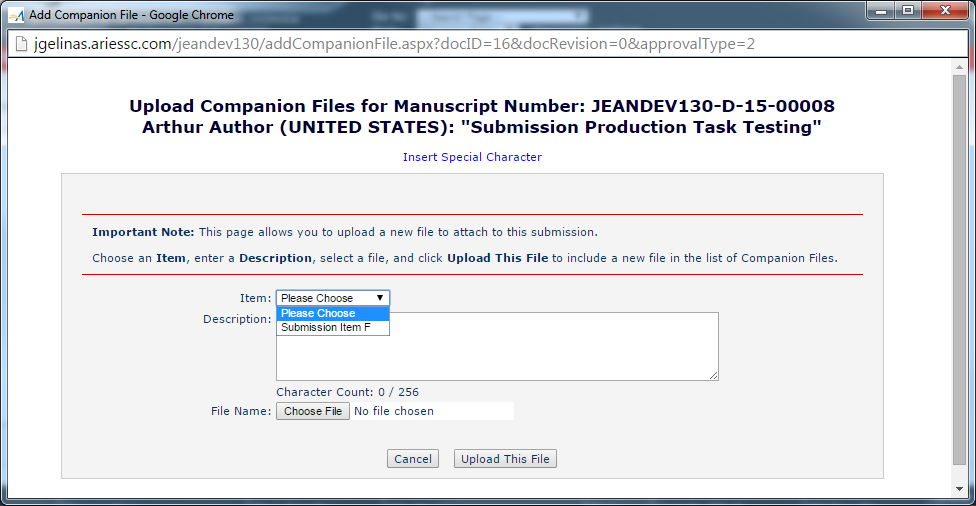 Add Companion File - Google Chrome
jgelinas.ariessc.com/jeandev130/addCompanionFile.aspx?docID=16&docRevision=0&approvalType=2
Upload Companion Files for Manuscript Number: JEANDEV130-D-15-00008
Arthur Author (UNITED STATES): "Submission Production Task Testing"
Insert Special Character
Important Note: This page allows you to upload a new file to attach to this submission.
Choose an Item, enter a Description, select a file, and click Upload This File to include a new file in the list of Companion Files.
Item: Please Choose
Please Choose
Description:
Submission Item F
Character Count: 0 / 256
File Name: Choose File No file chosen
Cancel Upload This File